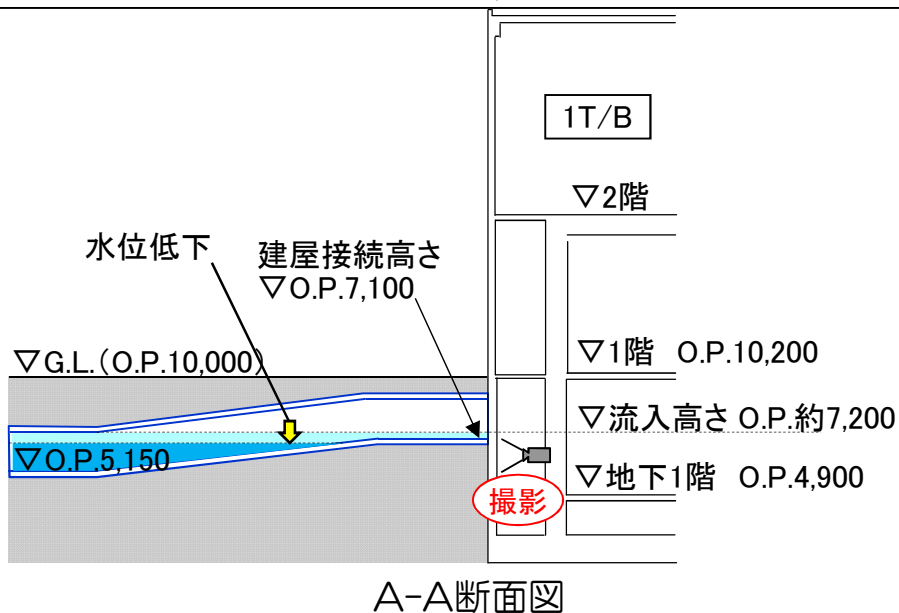 1T/B
▽2階
水位低下
建屋接続高さ
▽O.P.7,100
▽G.L.(O.P.10,000)
▽1階 O.P.10,200
▽流入高さ O.P.約7,200
▽O.P.5,150
▽地下1階 O.P.4,900
撮影
A-A断面図